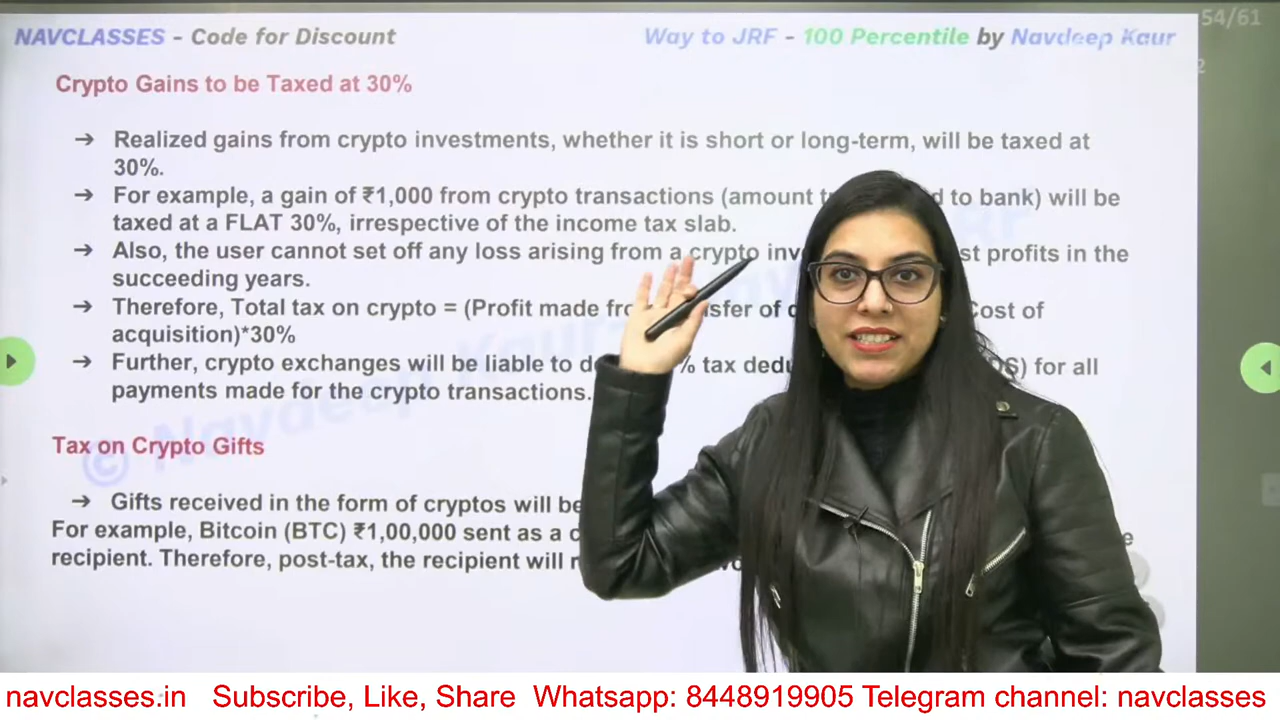 54/61
NAVCLASSES - Code for Discount Way to JRF - 100 Percentile by Navdeep Kaur
2
Crypto Gains to be Taxed at 30%
➔ Realized gains from crypto investments, whether it is short or long-term, will be taxed at
30%.
➔ For example, a gain of ₹1,000 from crypto transactions (amount to bank) will be
taxed at a FLAT 30%, irrespective of the income tax slab.
➔ Also, the user cannot set off any loss arising from a crypto profits in the
succeeding years.
➔ Therefore, Total tax on crypto = (Profit made of
acquisition)*30%
➔ Further, crypto exchanges will be liable to % tax for all
payments made for the crypto transactions.
Tax on Crypto Gifts
➔ Gifts received in the form of cryptos will be
For example, Bitcoin (BTC) ₹1,00,000 sent as a
recipient. Therefore, post-tax, the recipient will
© Navdeep Kaur
navclasses.in Subscribe, Like, Share Whatsapp: 8448919905 Telegram channel: navclasses